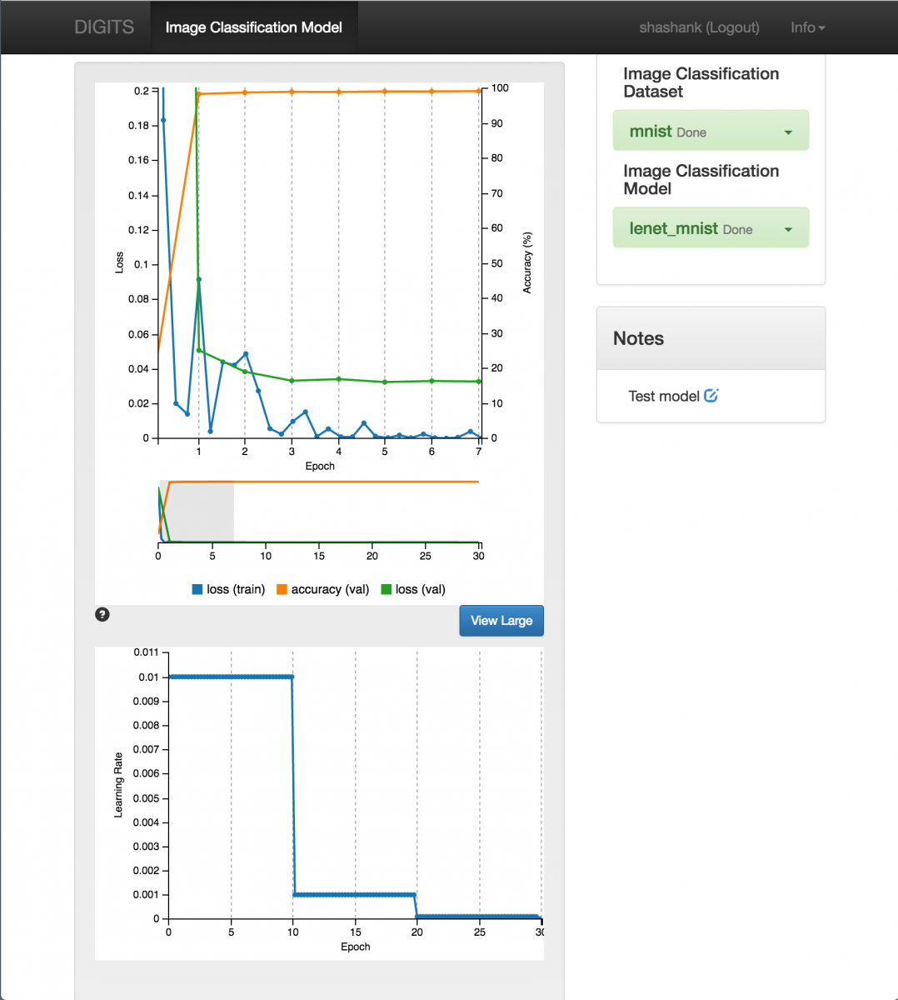 DIGITS Image Classification Model shashank (Logout) Info
Image Classification
Dataset
mnist Done
Image Classification
Model
lenet_mnist Done
Notes
Test model
0.2
0.18
0.16
0.14
0.12
0.1
0.08
0.06
0.04
0.02
0
Loss
100
90
80
70
60
50
40
30
20
10
0
Accuracy (%)
1 2 3 4 5 6 7
Epoch
0 5 10 15 20 25 30
loss (train) accuracy (val) loss (val)
?
View Large
0.011
0.01
0.009
0.008
0.007
0.006
0.005
0.004
0.003
0.002
0.001
0
Learning Rate
0 5 10 15 20 25 30
Epoch